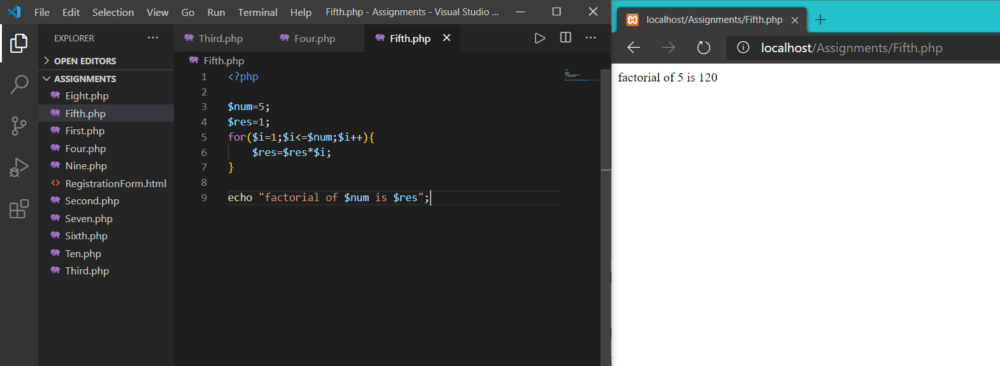 File Edit Selection View Go Run Terminal Help Fifth.php - Assignments - Visual Studio ...
EXPLORER
OPEN EDITORS
ASSIGNMENTS
Eight.php
Fifth.php
First.php
Four.php
Nine.php
RegistrationForm.html
Second.php
Seven.php
Sixth.php
Ten.php
Third.php
Third.php Four.php Fifth.php
Fifth.php
1 <?php
2
3 $num=5;
4 $res=1;
5 for($i=1;$i<=$num;$i++){
6 $res=$res*$i;
7 }
8
9 echo "factorial of $num is $res";
localhost/Assignments/Fifth.php
localhost/Assignments/Fifth.php
factorial of 5 is 120